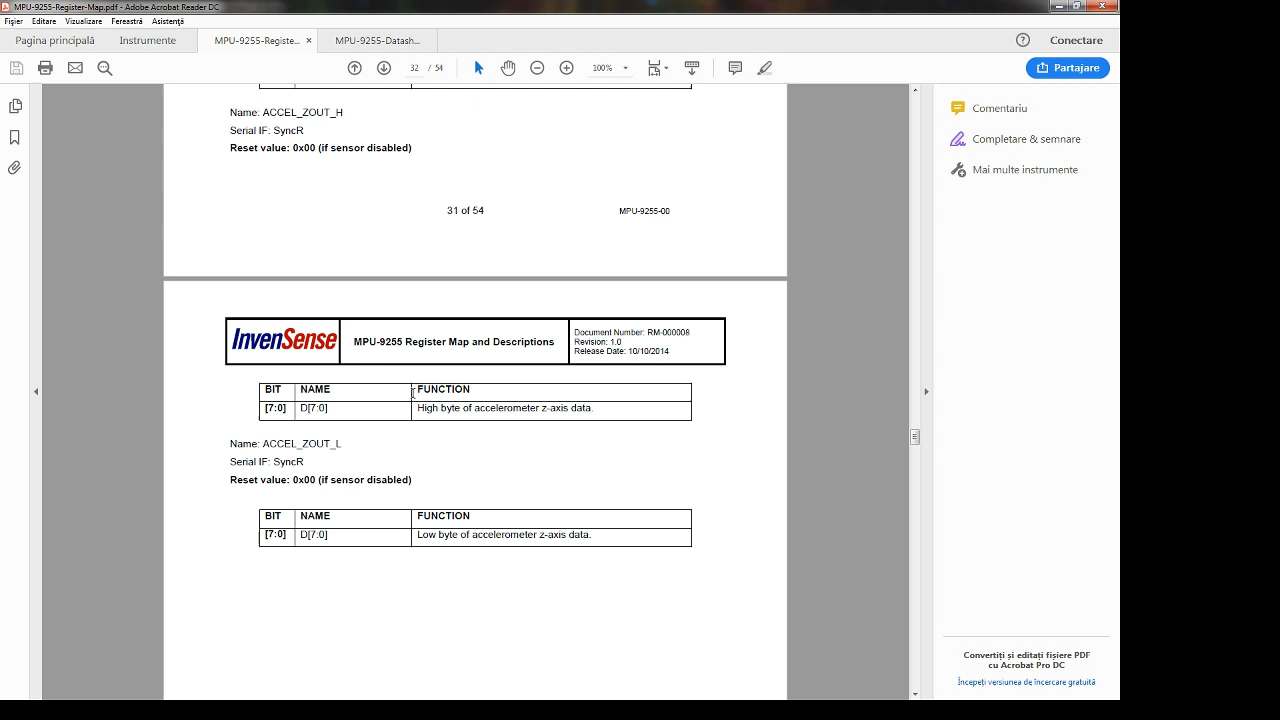 MPU-9255-Register-Map.pdf - Adobe Acrobat Reader DC
Fișier Editare Vizualizare Fereastră Asistență
Pagina principală Instrumente MPU-9255-Registe... × MPU-9255-Datash... Conectare
32 / 54 100% Partajare
Name: ACCEL_ZOUT_H
Serial IF: SyncR
Reset value: 0x00 (if sensor disabled)
31 of 54 MPU-9255-00
InvenSense
MPU-9255 Register Map and Descriptions
Document Number: RM-000008
Revision: 1.0
Release Date: 10/10/2014
BIT NAME FUNCTION
[7:0] D[7:0] High byte of accelerometer z-axis data.
Name: ACCEL_ZOUT_L
Serial IF: SyncR
Reset value: 0x00 (if sensor disabled)
BIT NAME FUNCTION
[7:0] D[7:0] Low byte of accelerometer z-axis data.
Comentariu
Completare & semnare
Mai multe instrumente
Convertiți și editați fișiere PDF
cu Acrobat Pro DC
Începeți versiunea de încercare gratuită